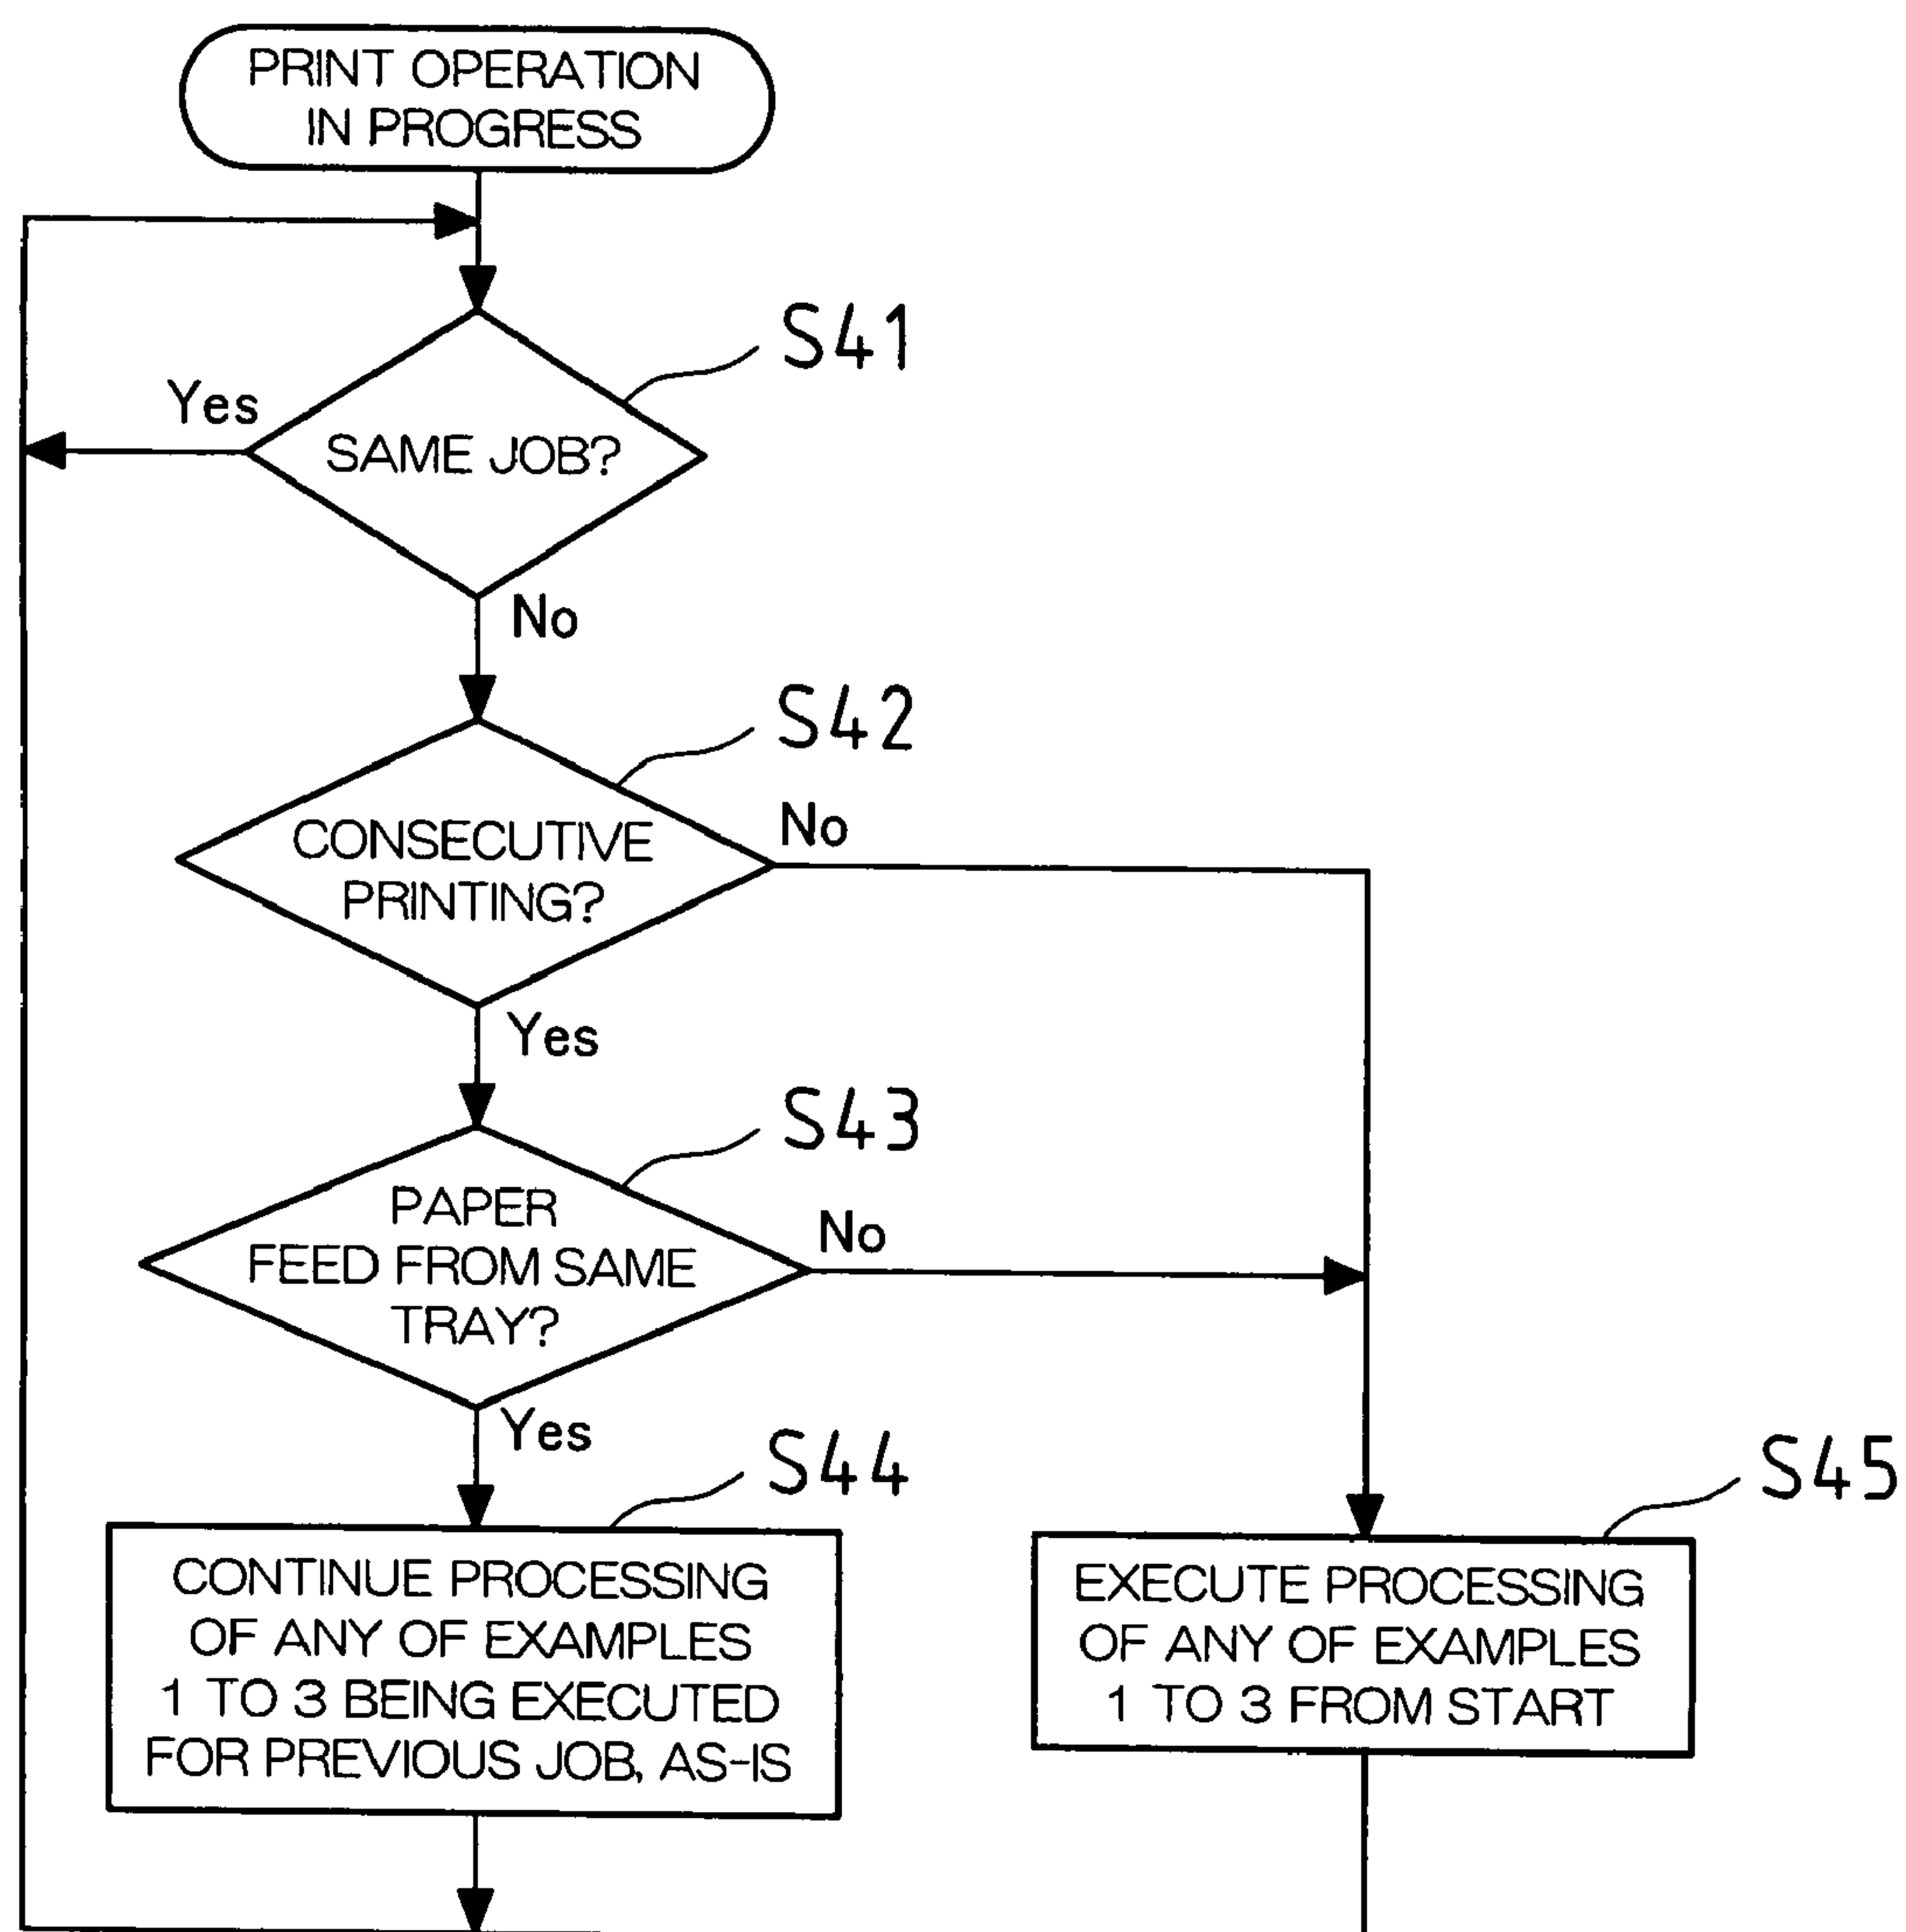 PRINT OPERATION
IN PROGRESS
S41
Yes
SAME JOB?
No
S42
No
CONSECUTIVE
PRINTING?
Yes
S43
PAPER
No
FEED FROM SAME
TRAY?
Yes
S44
S45
CONTINUE PROCESSING
OF ANY OF EXAMPLES
1 TO 3 BEING EXECUTED
FOR PREVIOUS JOB, AS-IS
EXECUTE PROCESSING
OF ANY OF EXAMPLES
1 TO 3 FROM START